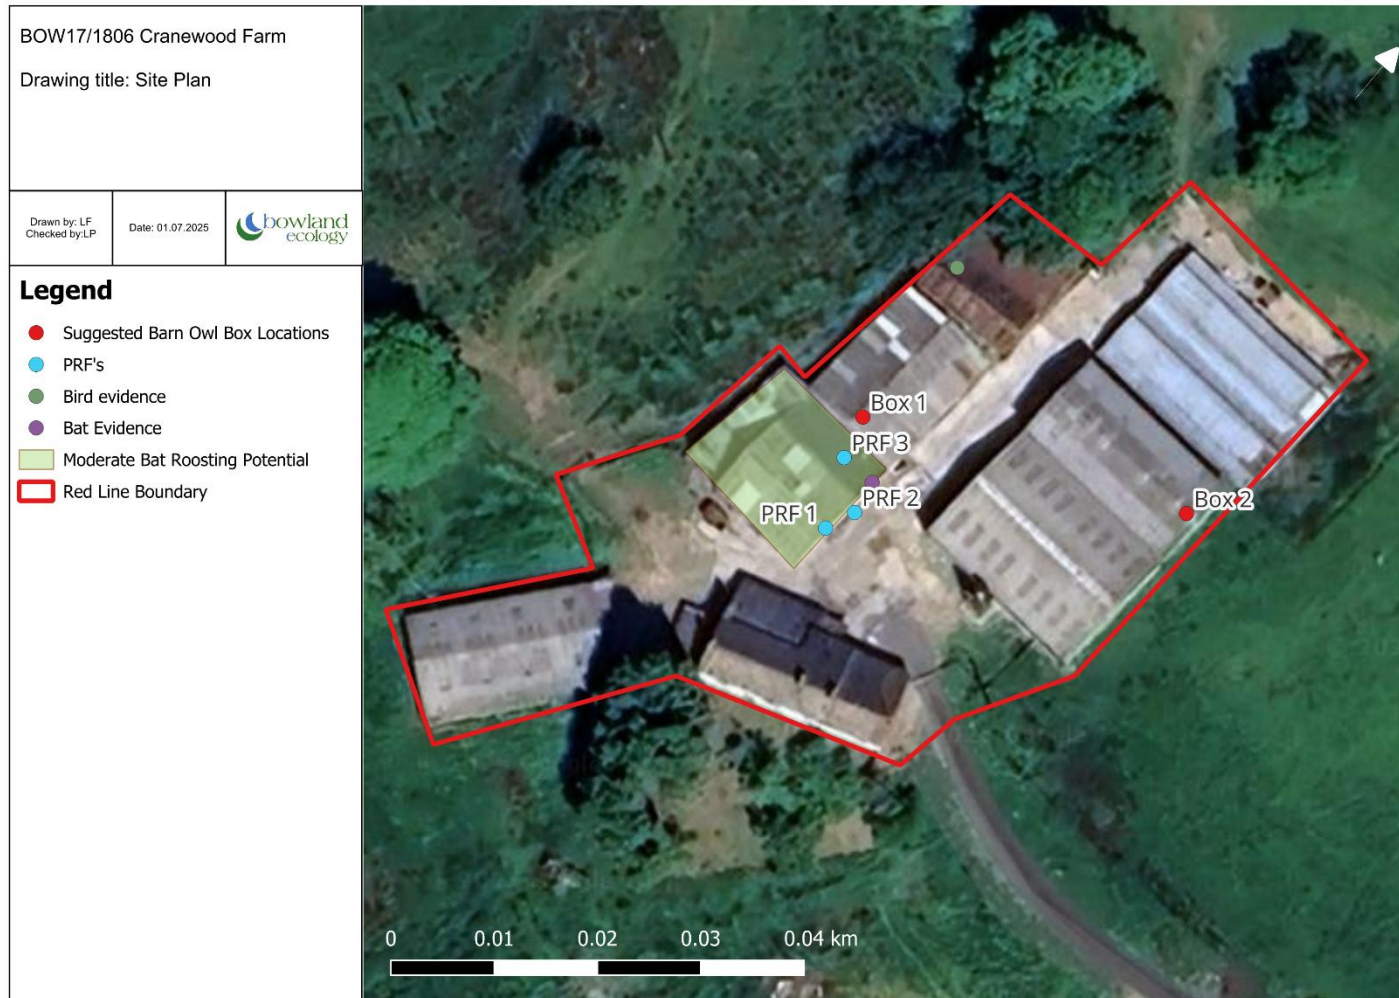 BOW17/1806 Cranewood Farm
Drawing title: Site Plan
Drawn by: LF
Checked by:LP
Date: 01.07.2025
bowland
ecology
Legend
Suggested Barn Owl Box Locations
PRF's
Bird evidence
Bat Evidence
Moderate Bat Roosting Potential
Red Line Boundary
Box 1
PRF 3
PRF 2
PRF 1
Box 2
0 0.01 0.02 0.03 0.04 km